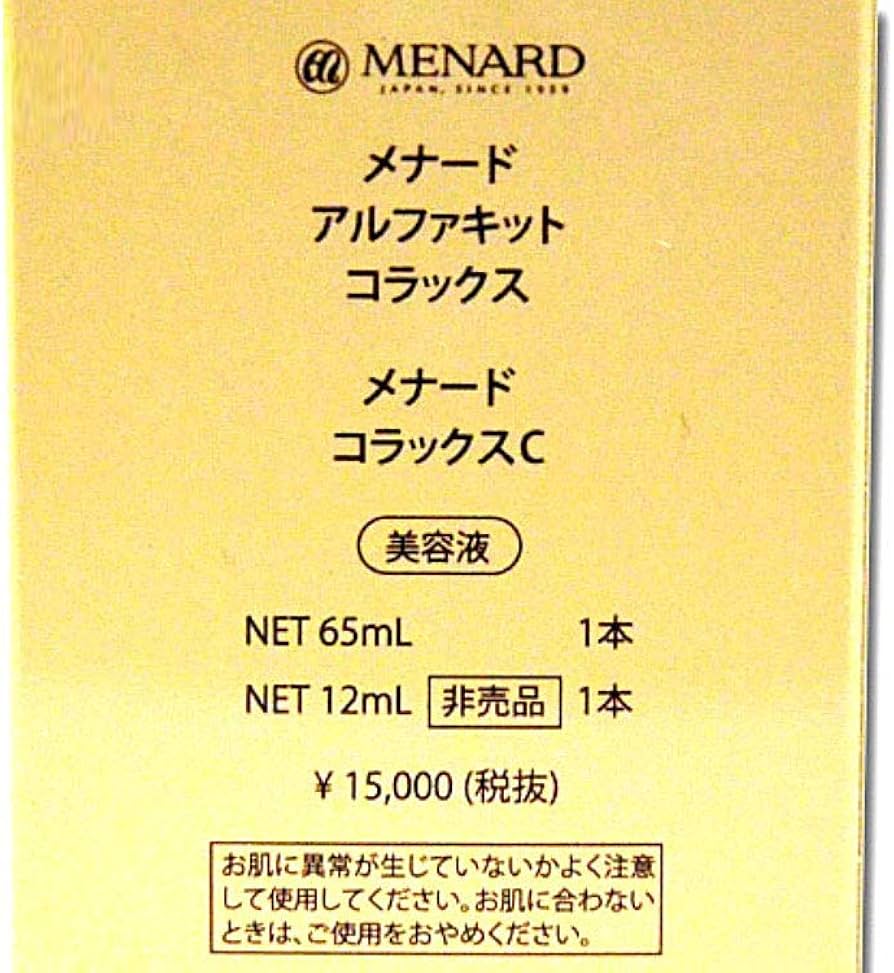 MENARD
JAPAN, SINCE 1959
メナード
アルファキット
コラックス
メナード
コラックスC
美容液
NET 65mL 1本
NET 12mL 非売品 1本
¥ 15,000 (税抜)
お肌に異常が生じていないかよく注意
して使用してください。お肌に合わない
ときは、ご使用をおやめください。